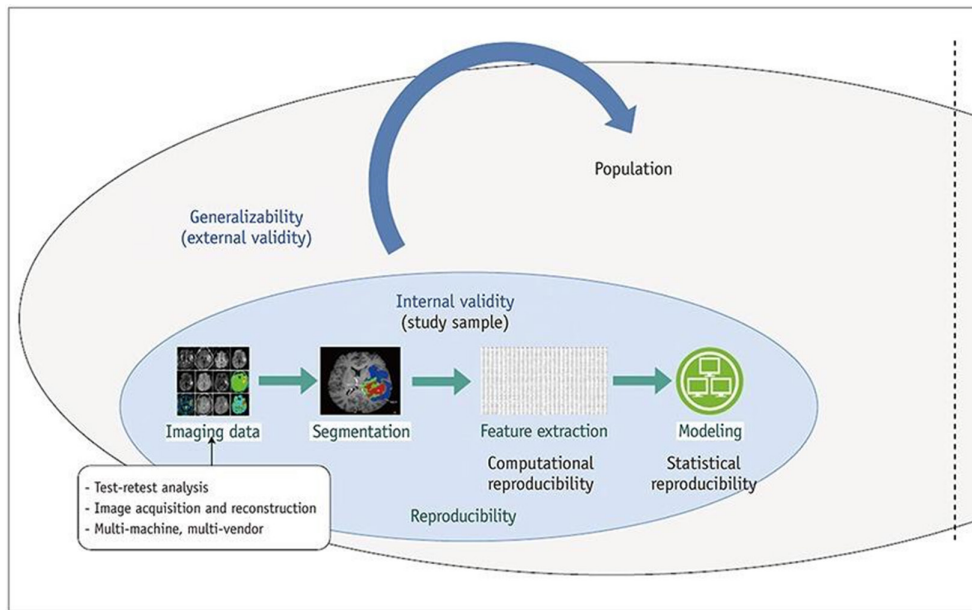 Population
Generalizability
(external validity)
Internal validity
(study sample)
Imaging data
Segmentation
Feature extraction
Modeling
Computational
reproducibility
Statistical
reproducibility
- Test-retest analysis
- Image acquisition and reconstruction
- Multi-machine, multi-vendor
Reproducibility